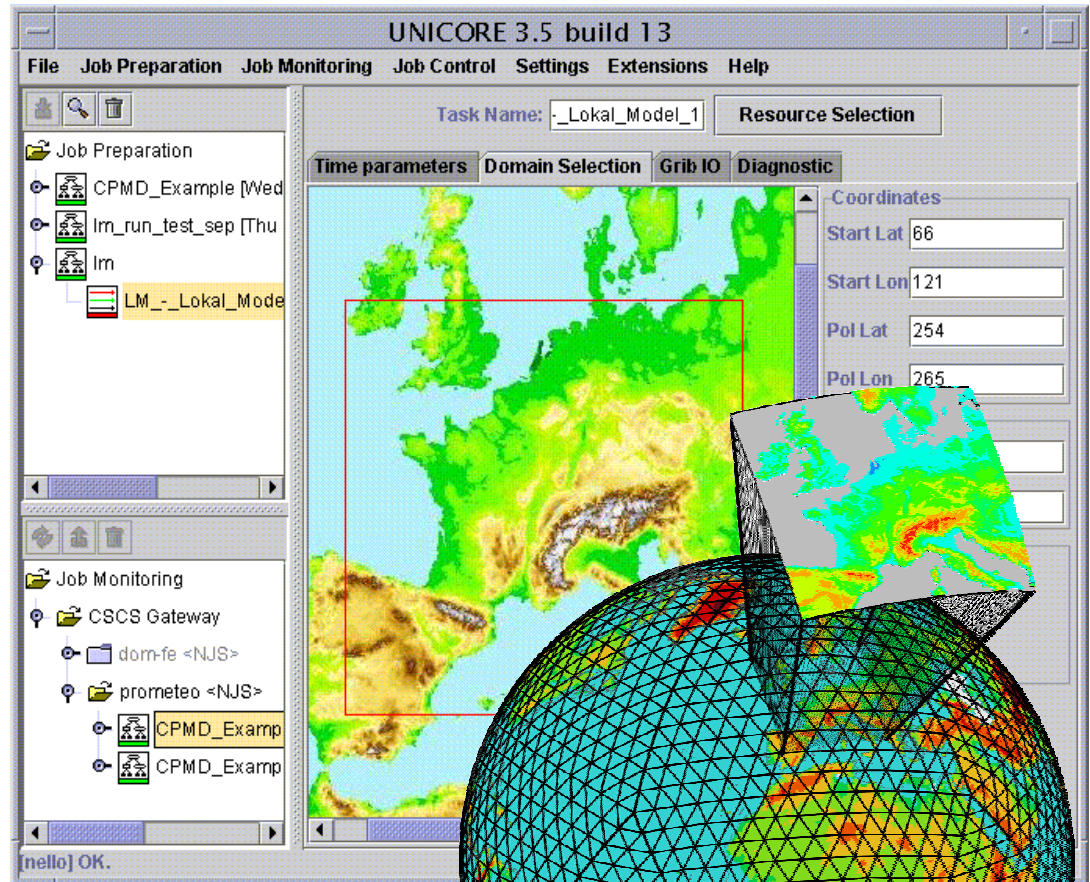 UNICORE 3.5 build 13
File Job Preparation Job Monitoring Job Control Settings Extensions Help
Task Name: -_Lokal_Model_1 Resource Selection
Job Preparation
CPMD_Example [Wed
lm_run_test_sep [Thu
lm
LM_-_Lokal_Mode
Time parameters Domain Selection Grib IO Diagnostic
Coordinates
Start Lat 66
Start Lon 121
Pol Lat 254
Pol Lon 265
Job Monitoring
CSCS Gateway
dom-fe <NJS>
prometeo <NJS>
CPMD_Examp
CPMD_Examp
[nello] OK.